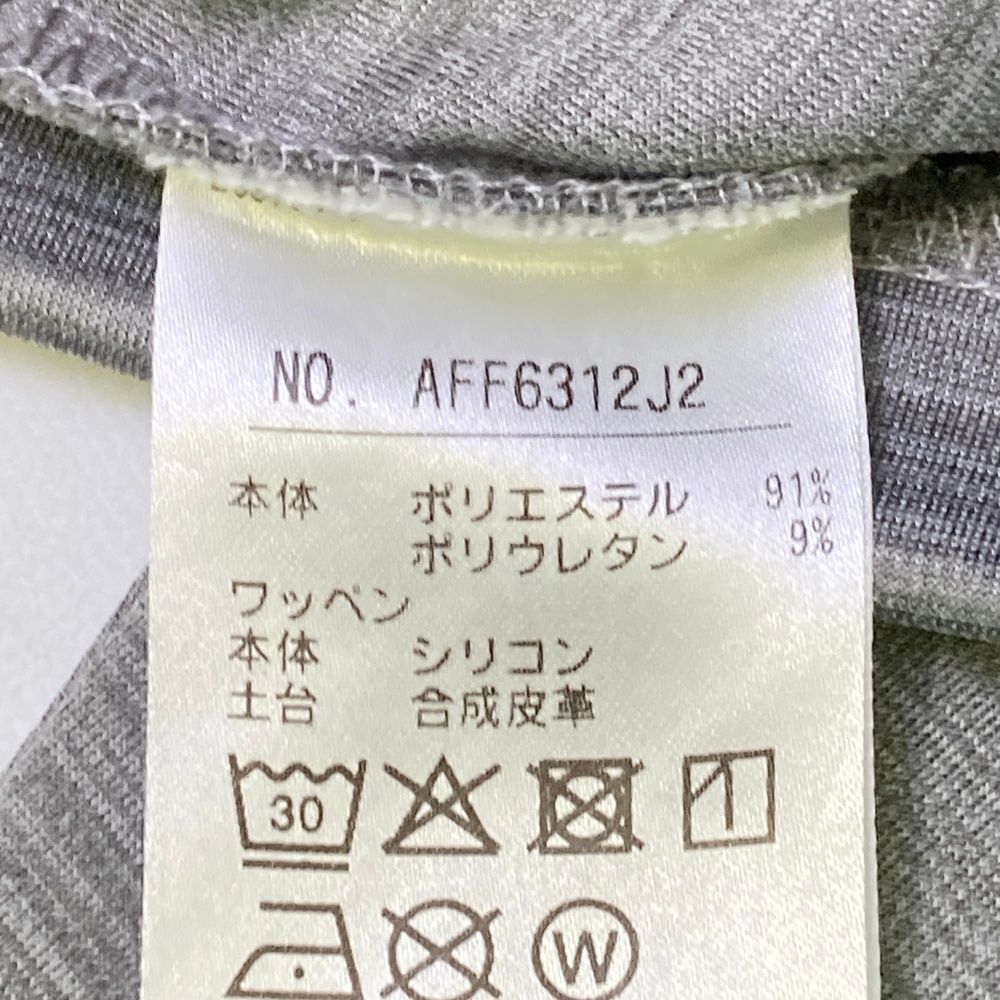 NO. AFF6312J2
本体 ポリエステル 91%
ポリウレタン 9%
ワッペン
本体 シリコン
土台 合成皮革
30
W